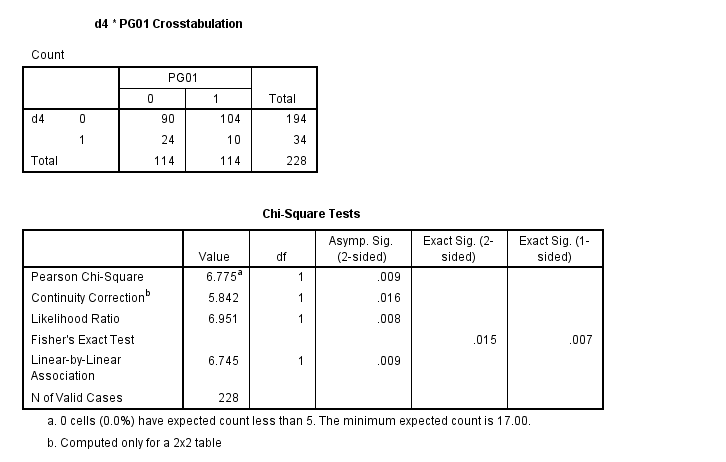 d4 * PG01 Crosstabulation
Count
PG01
0 1 Total
d4 0 90 104 194
1 24 10 34
Total 114 114 228
Chi-Square Tests
Value df Asymp. Sig. (2-sided) Exact Sig. (2-sided) Exact Sig. (1-sided)
Pearson Chi-Square 6.775a 1 .009
Continuity Correctionb 5.842 1 .016
Likelihood Ratio 6.951 1 .008
Fisher's Exact Test .015 .007
Linear-by-Linear Association 6.745 1 .009
N of Valid Cases 228
a. 0 cells (0.0%) have expected count less than 5. The minimum expected count is 17.00.
b. Computed only for a 2x2 table